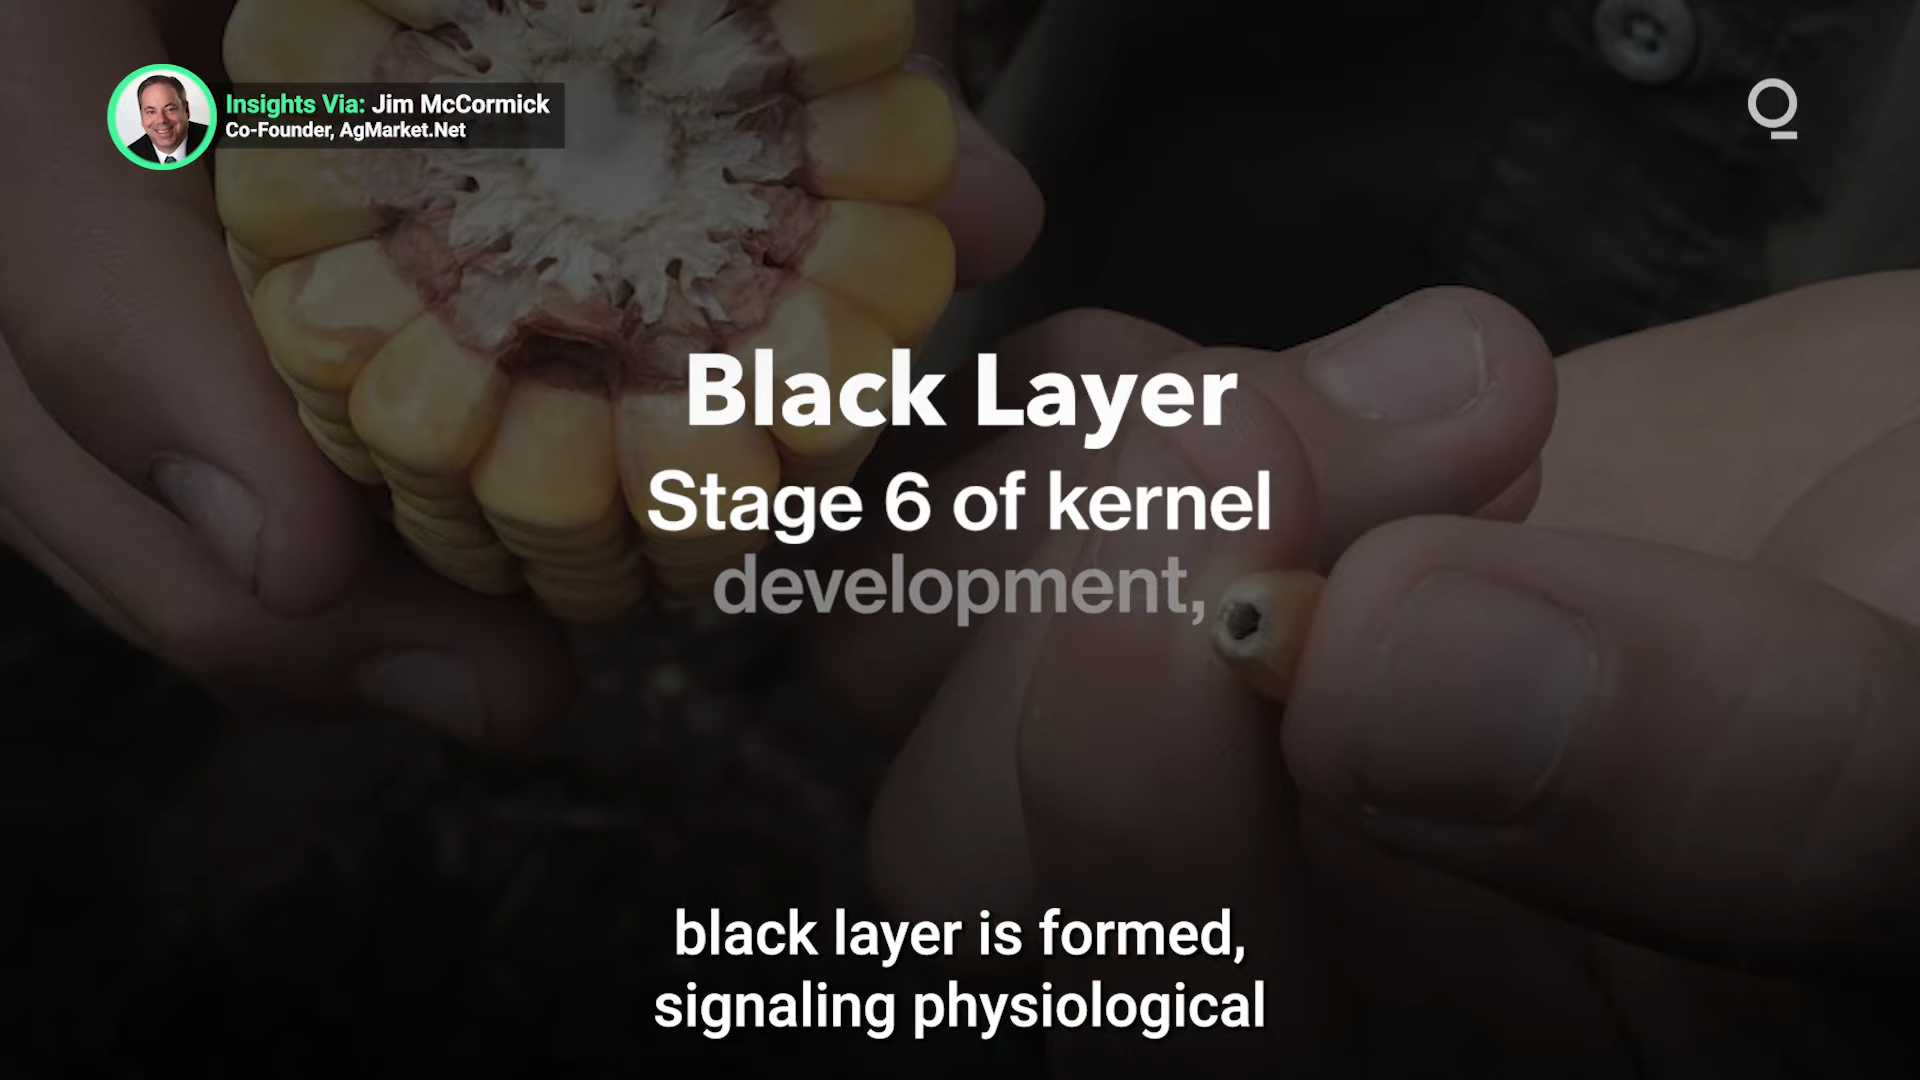 Insights Via: Jim McCormick
Co-Founder, AgMarket.Net
Black Layer
Stage 6 of kernel
development,
black layer is formed,
signaling physiological